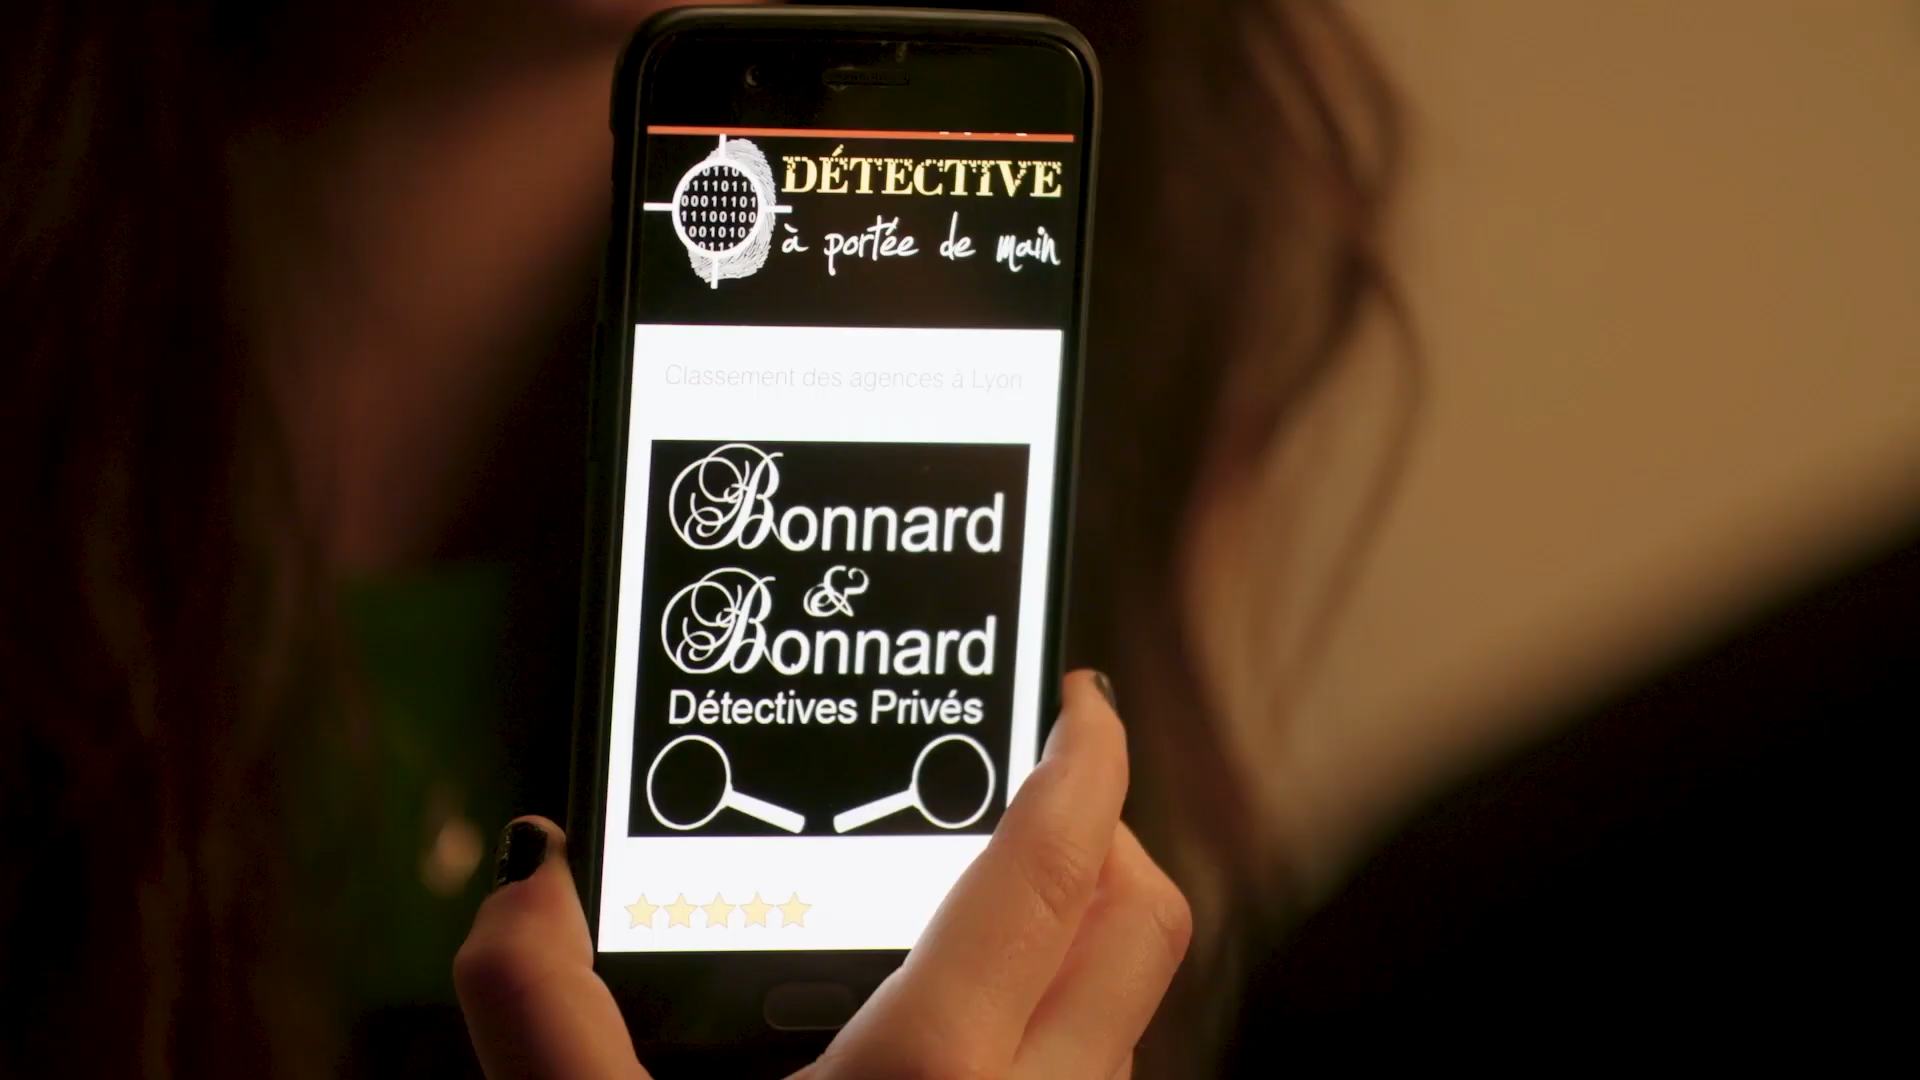 DÉTECTIVE
à portée de main
Classement des agences à Lyon
Bonnard
&
Bonnard
Détectives Privés